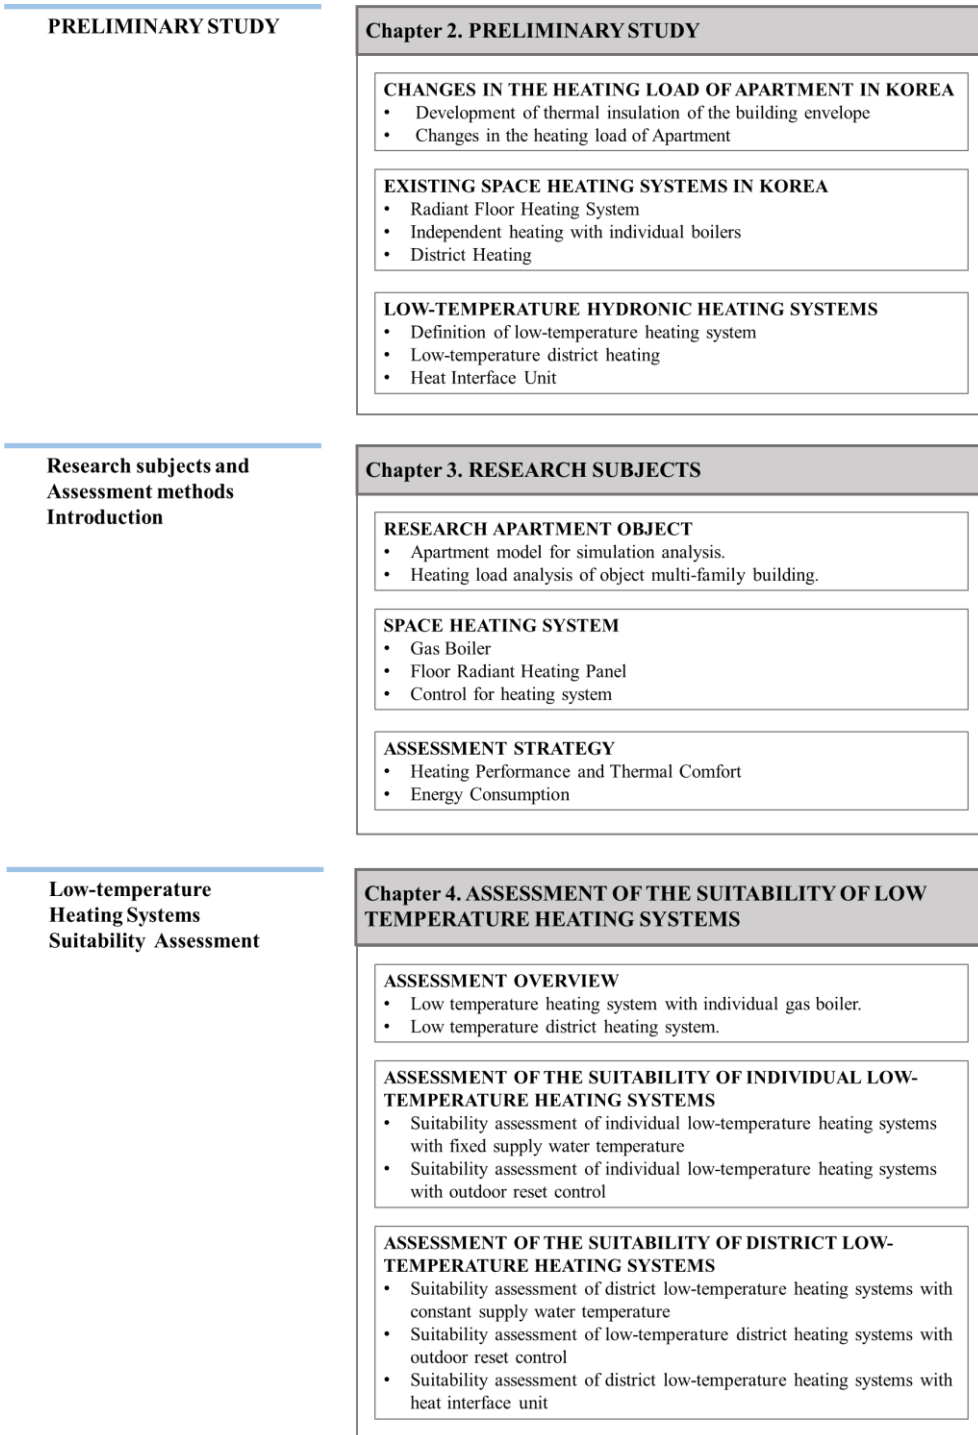 PRELIMINARY STUDY
Chapter 2. PRELIMINARY STUDY
CHANGES IN THE HEATING LOAD OF APARTMENT IN KOREA
• Development of thermal insulation of the building envelope
• Changes in the heating load of Apartment
EXISTING SPACE HEATING SYSTEMS IN KOREA
• Radiant Floor Heating System
• Independent heating with individual boilers
• District Heating
LOW-TEMPERATURE HYDRONIC HEATING SYSTEMS
• Definition of low-temperature heating system
• Low-temperature district heating
• Heat Interface Unit
Research subjects and
Assessment methods
Introduction
Chapter 3. RESEARCH SUBJECTS
RESEARCH APARTMENT OBJECT
• Apartment model for simulation analysis.
• Heating load analysis of object multi-family building.
SPACE HEATING SYSTEM
• Gas Boiler
• Floor Radiant Heating Panel
• Control for heating system
ASSESSMENT STRATEGY
• Heating Performance and Thermal Comfort
• Energy Consumption
Low-temperature
Heating Systems
Suitability Assessment
Chapter 4. ASSESSMENT OF THE SUITABILITY OF LOW
TEMPERATURE HEATING SYSTEMS
ASSESSMENT OVERVIEW
• Low temperature heating system with individual gas boiler.
• Low temperature district heating system.
ASSESSMENT OF THE SUITABILITY OF INDIVIDUAL LOW-
TEMPERATURE HEATING SYSTEMS
• Suitability assessment of individual low-temperature heating systems
with fixed supply water temperature
• Suitability assessment of individual low-temperature heating systems
with outdoor reset control
ASSESSMENT OF THE SUITABILITY OF DISTRICT LOW-
TEMPERATURE HEATING SYSTEMS
• Suitability assessment of district low-temperature heating systems with
constant supply water temperature
• Suitability assessment of low-temperature district heating systems with
outdoor reset control
• Suitability assessment of district low-temperature heating systems with
heat interface unit